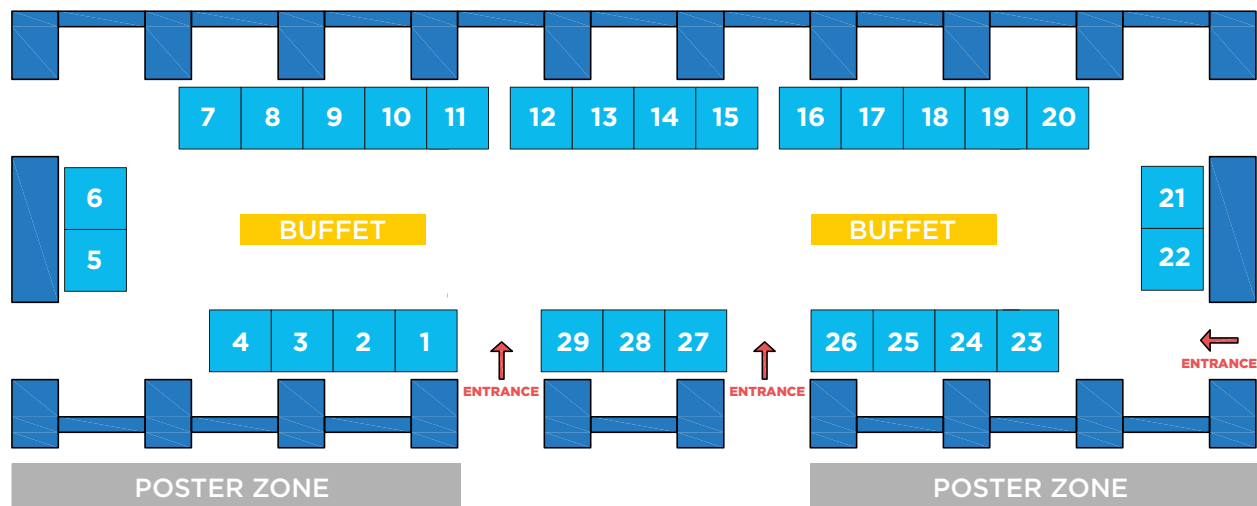 7 8 9 10 11 12 13 14 15 16 17 18 19 20
6 21
BUFFET BUFFET
5 22
4 3 2 1 29 28 27 26 25 24 23
ENTRANCE
ENTRANCE ENTRANCE
POSTER ZONE POSTER ZONE